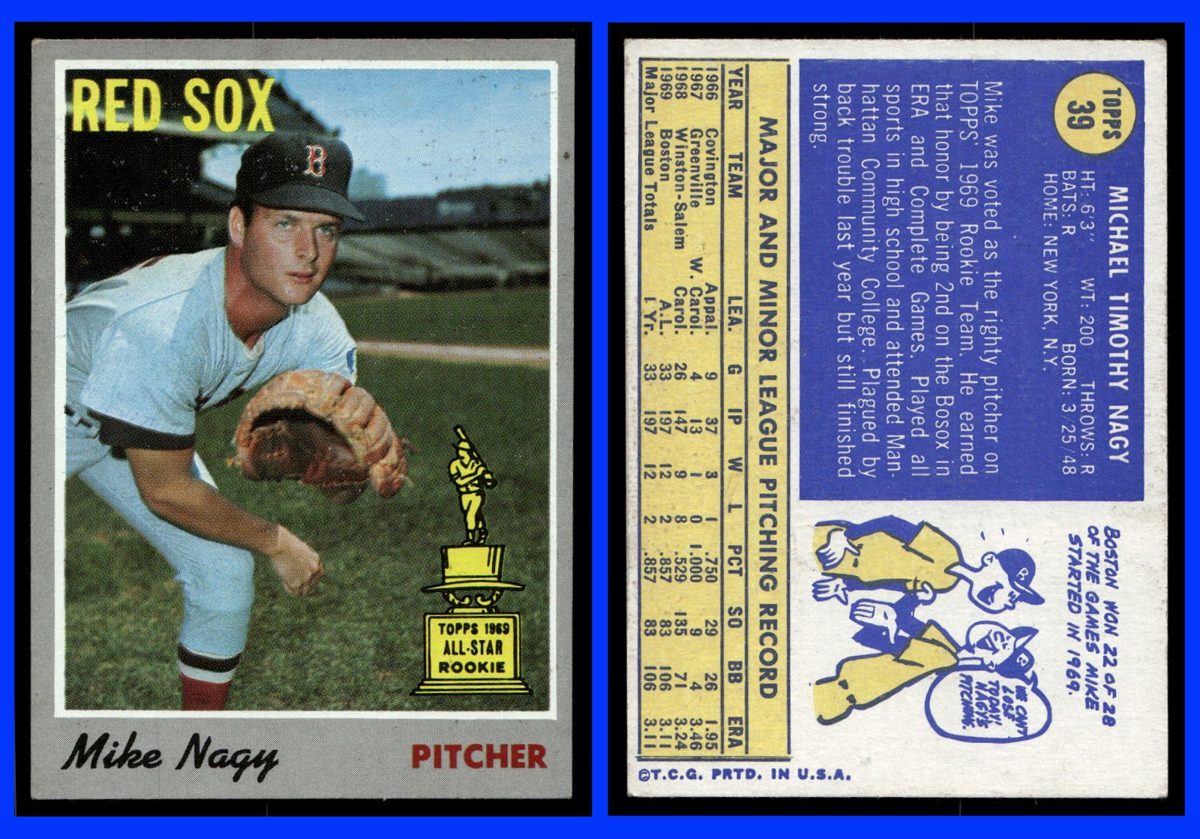 RED SOX
B
TOPPS 1969
ALL-STAR
ROOKIE
Mike Nagy
PITCHER
TOPPS
39
MICHAEL TIMOTHY NAGY
HT: 6'3" WT: 200 THROWS: R
BATS: R BORN: 3 25/48
HOME: NEW YORK, N.Y.
Mike was voted as the righty pitcher on
TOPPS' 1969 Rookie Team. He earned
that honor by being 2nd on the Bosox in
ERA and Complete Games. Played all
sports in high school and attended Man-
hattan Community College. Plagued by
back trouble last year but still finished
strong.
BOSTON WON 22 OF 28
OF THE GAMES MIKE
STARTED IN 1969.
WE CAN'T
LOSE
TODAY!
NAGY'S
PITCHING.
B
MAJOR AND MINOR LEAGUE PITCHING RECORD
YEAR TEAM LEA. G IP W L PCT SO BB ERA
1966 Covington Appal. 9 37 3 1 .750 29 26 1.95
1967 Greenville W. Carol. 4 13 1 0 1.000 9 4 3.46
1968 Winston-Salem Carol. 26 147 9 8 .529 135 71 3.24
1969 Boston A.L. 33 197 12 2 .857 83 106 3.11
Major League Totals 1 Yr. 33 197 12 2 .857 83 106 3.11
©T.C.G. PRTD. IN U.S.A.